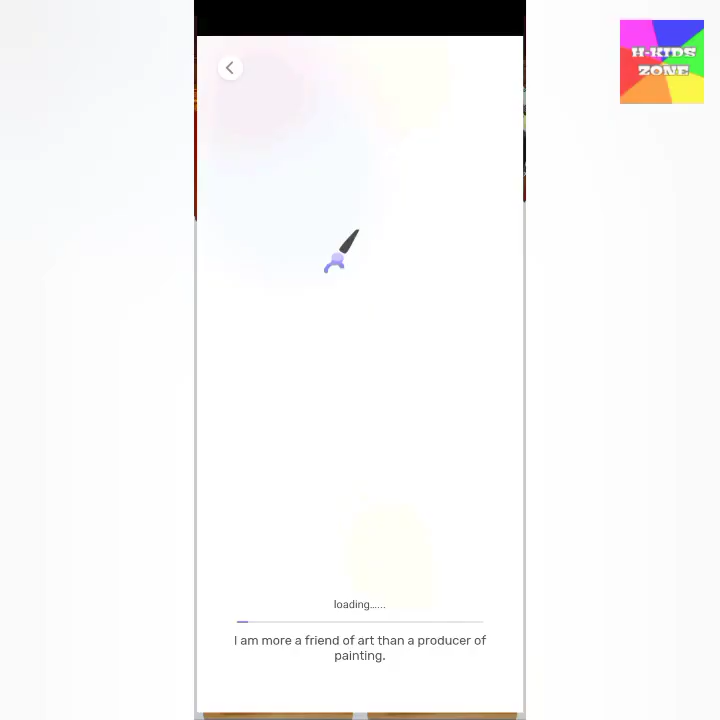 H-KIDS
ZONE
loading......
I am more a friend of art than a producer of
painting.